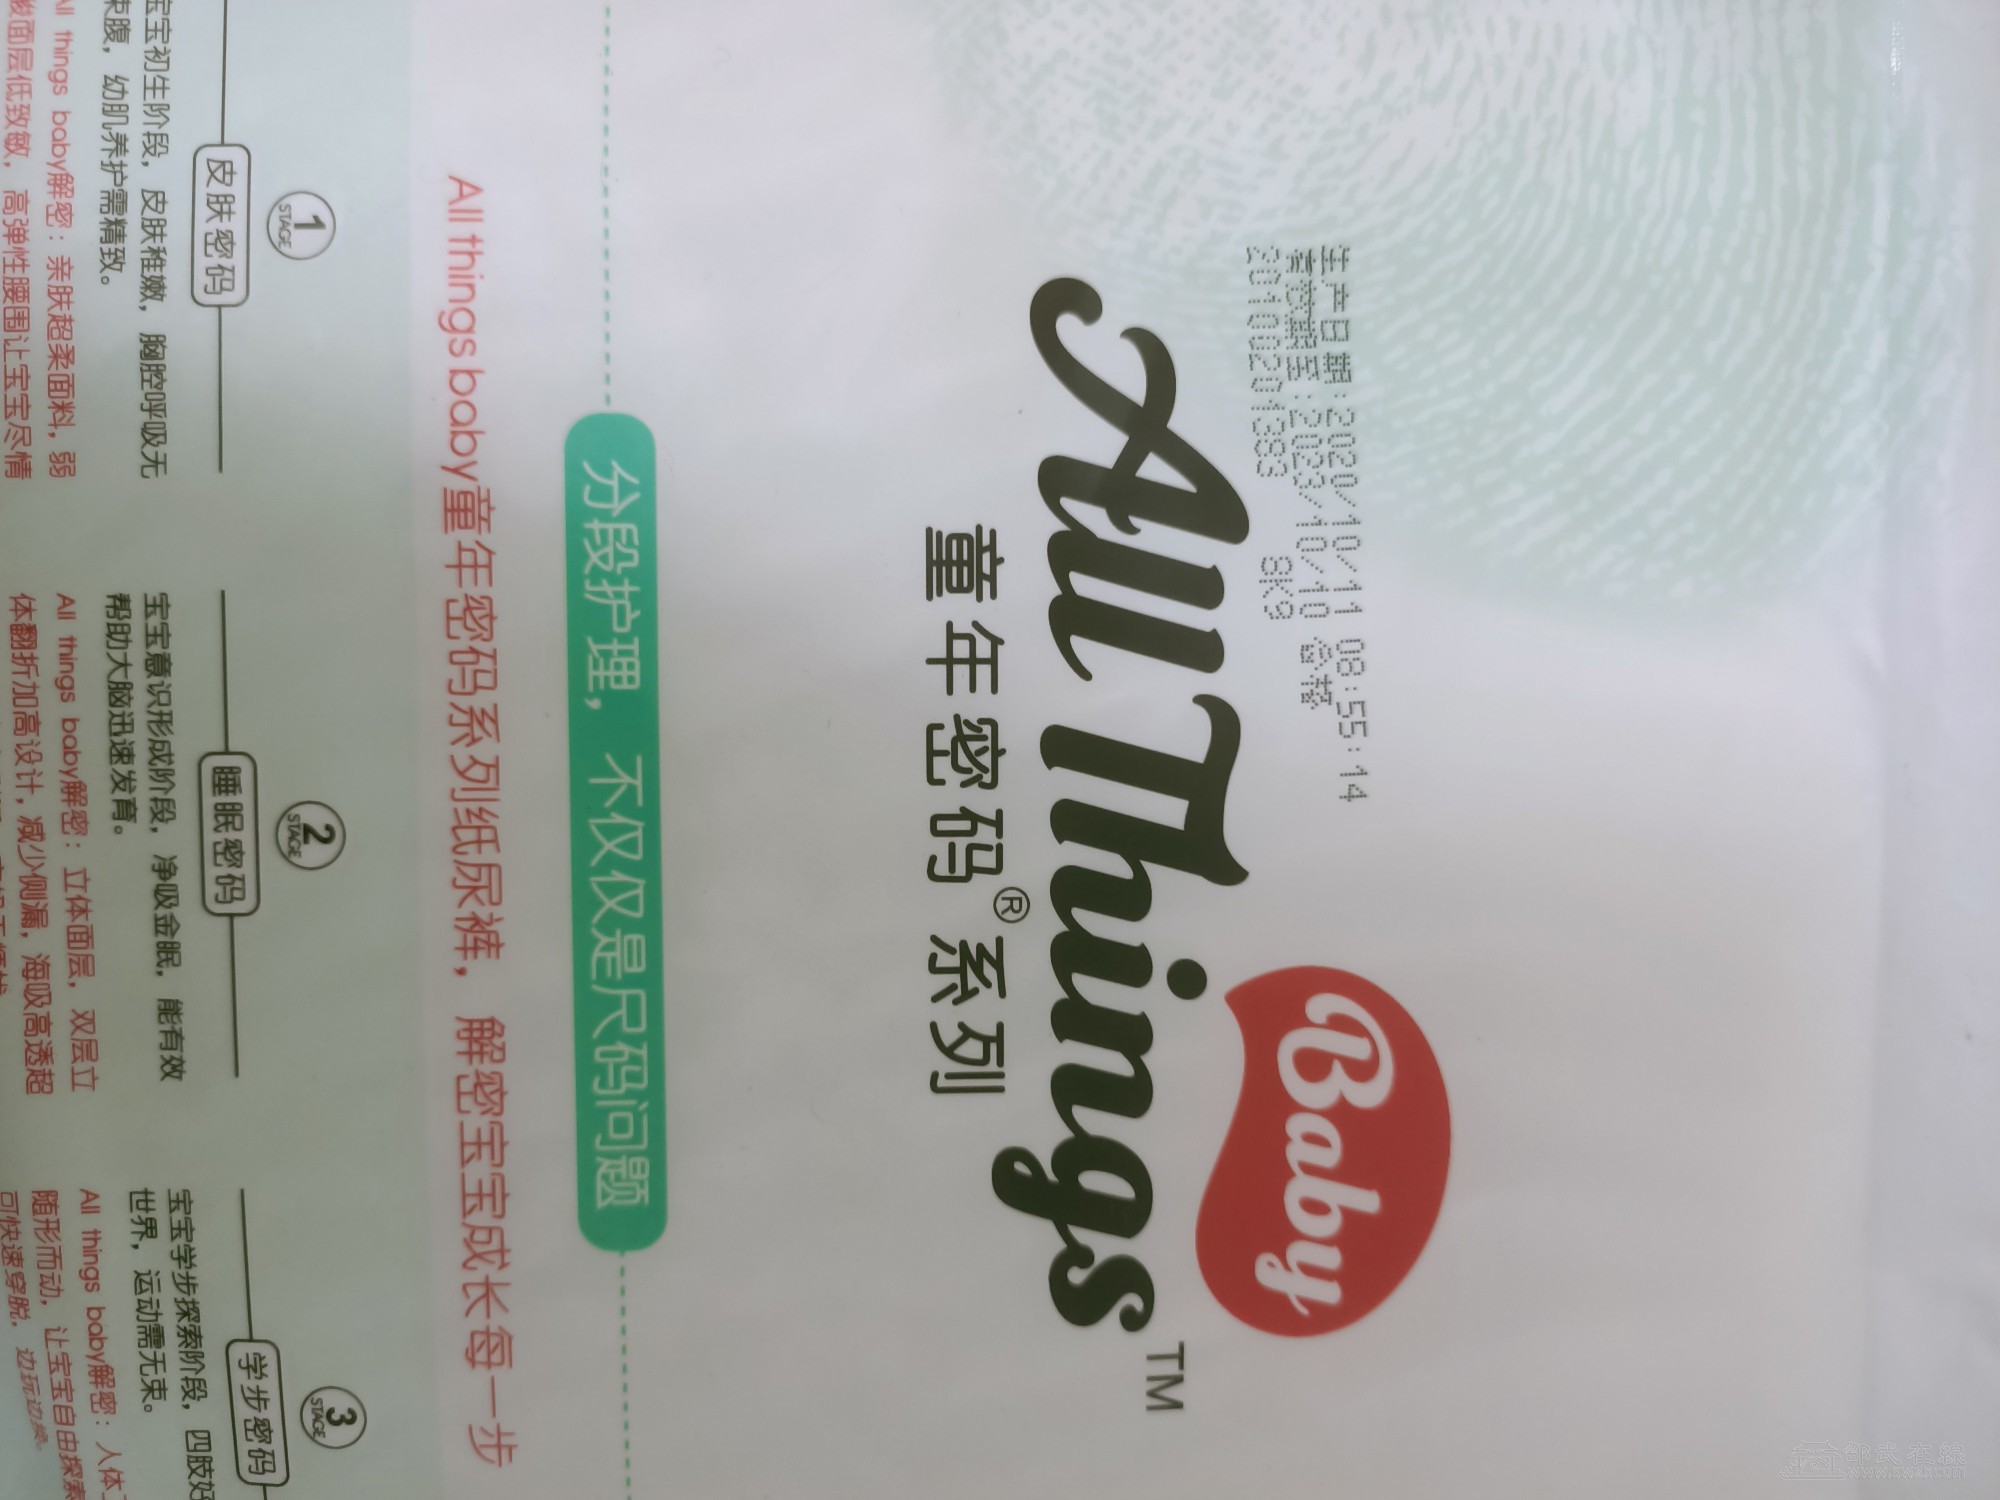 生产日期:2020/10/11 08:55:14
有效期至:2023/10/10 合格
20100201383 8K9
Baby
All Things TM
童年密码®系列
分段护理，不仅仅是尺码问题
All things baby童年密码系列纸尿裤，解密宝宝成长每一步
1 STAGE
皮肤密码
宝宝初生阶段，皮肤稚嫩，胸腔呼吸无
束腹，幼肌养护需精致。
All things baby解密：亲肤超柔面料，弱
酸面层低致敏，高弹性腰围让宝宝尽情
2 STAGE
睡眠密码
宝宝意识形成阶段，净吸金眠，能有效
帮助大脑迅速发育。
All things baby解密：立体面层，双层立
体翻折加高设计，减少侧漏，海吸高透超
3 STAGE
学步密码
宝宝学步探索阶段，四肢好
世界，运动需无束。
All things baby解密：人体工
随形而动，让宝宝自由探索
可快速穿脱，边玩边换。
邵武在線